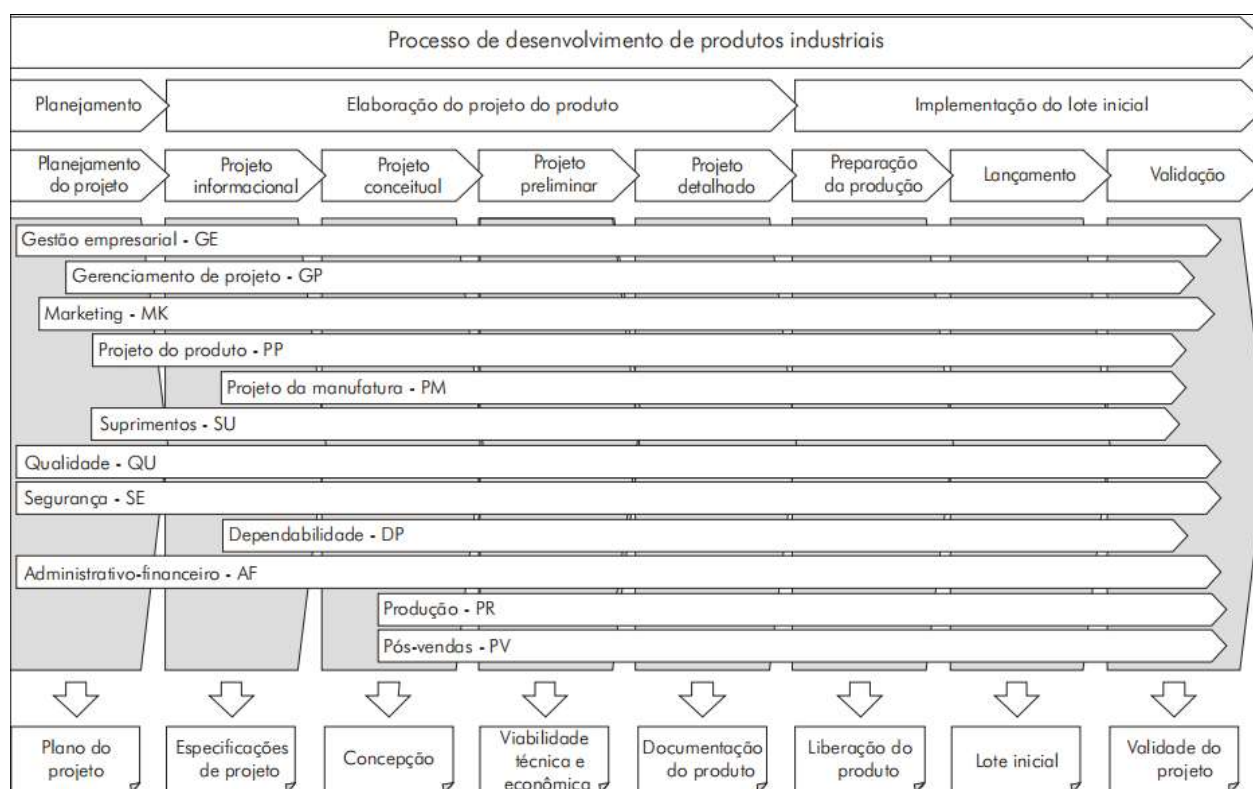 Processo de desenvolvimento de produtos industriais
Planejamento
Elaboração do projeto do produto
Implementação do lote inicial
Planejamento
do projeto
Projeto
informacional
Projeto
conceitual
Projeto
preliminar
Projeto
detalhado
Preparação
da produção
Lançamento
Validação
Gestão empresarial - GE
Gerenciamento de projeto - GP
Marketing - MK
Projeto do produto - PP
Projeto da manufatura - PM
Suprimentos - SU
Qualidade - QU
Segurança - SE
Dependabilidade - DP
Administrativo-financeiro - AF
Produção - PR
Pós-vendas - PV
Plano do
projeto
Especificações
de projeto
Concepção
Viabilidade
técnica e
econômica
Documentação
do produto
Liberação do
produto
Lote inicial
Validade do
projeto